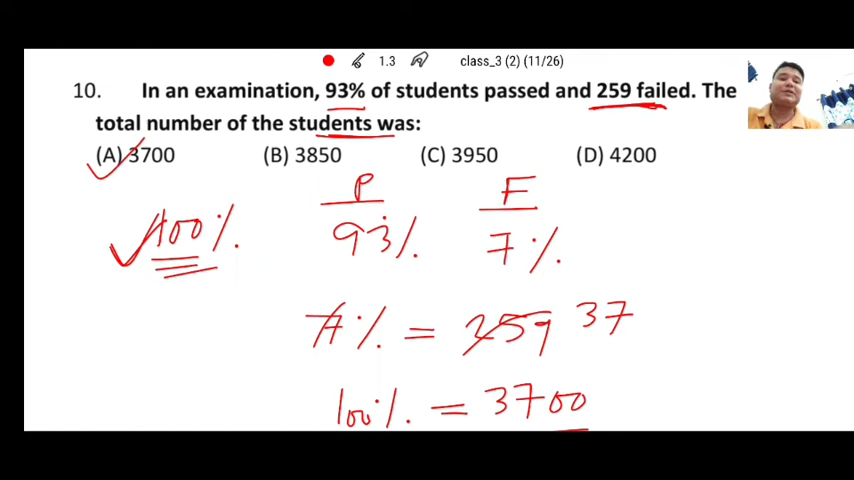 1.3 class_3 (2) (11/26)
10. In an examination, 93% of students passed and 259 failed. The
total number of the students was:
(A) 3700 (B) 3850 (C) 3950 (D) 4200
P F
100% 93% 7%
7% = 259 37
100% = 3700